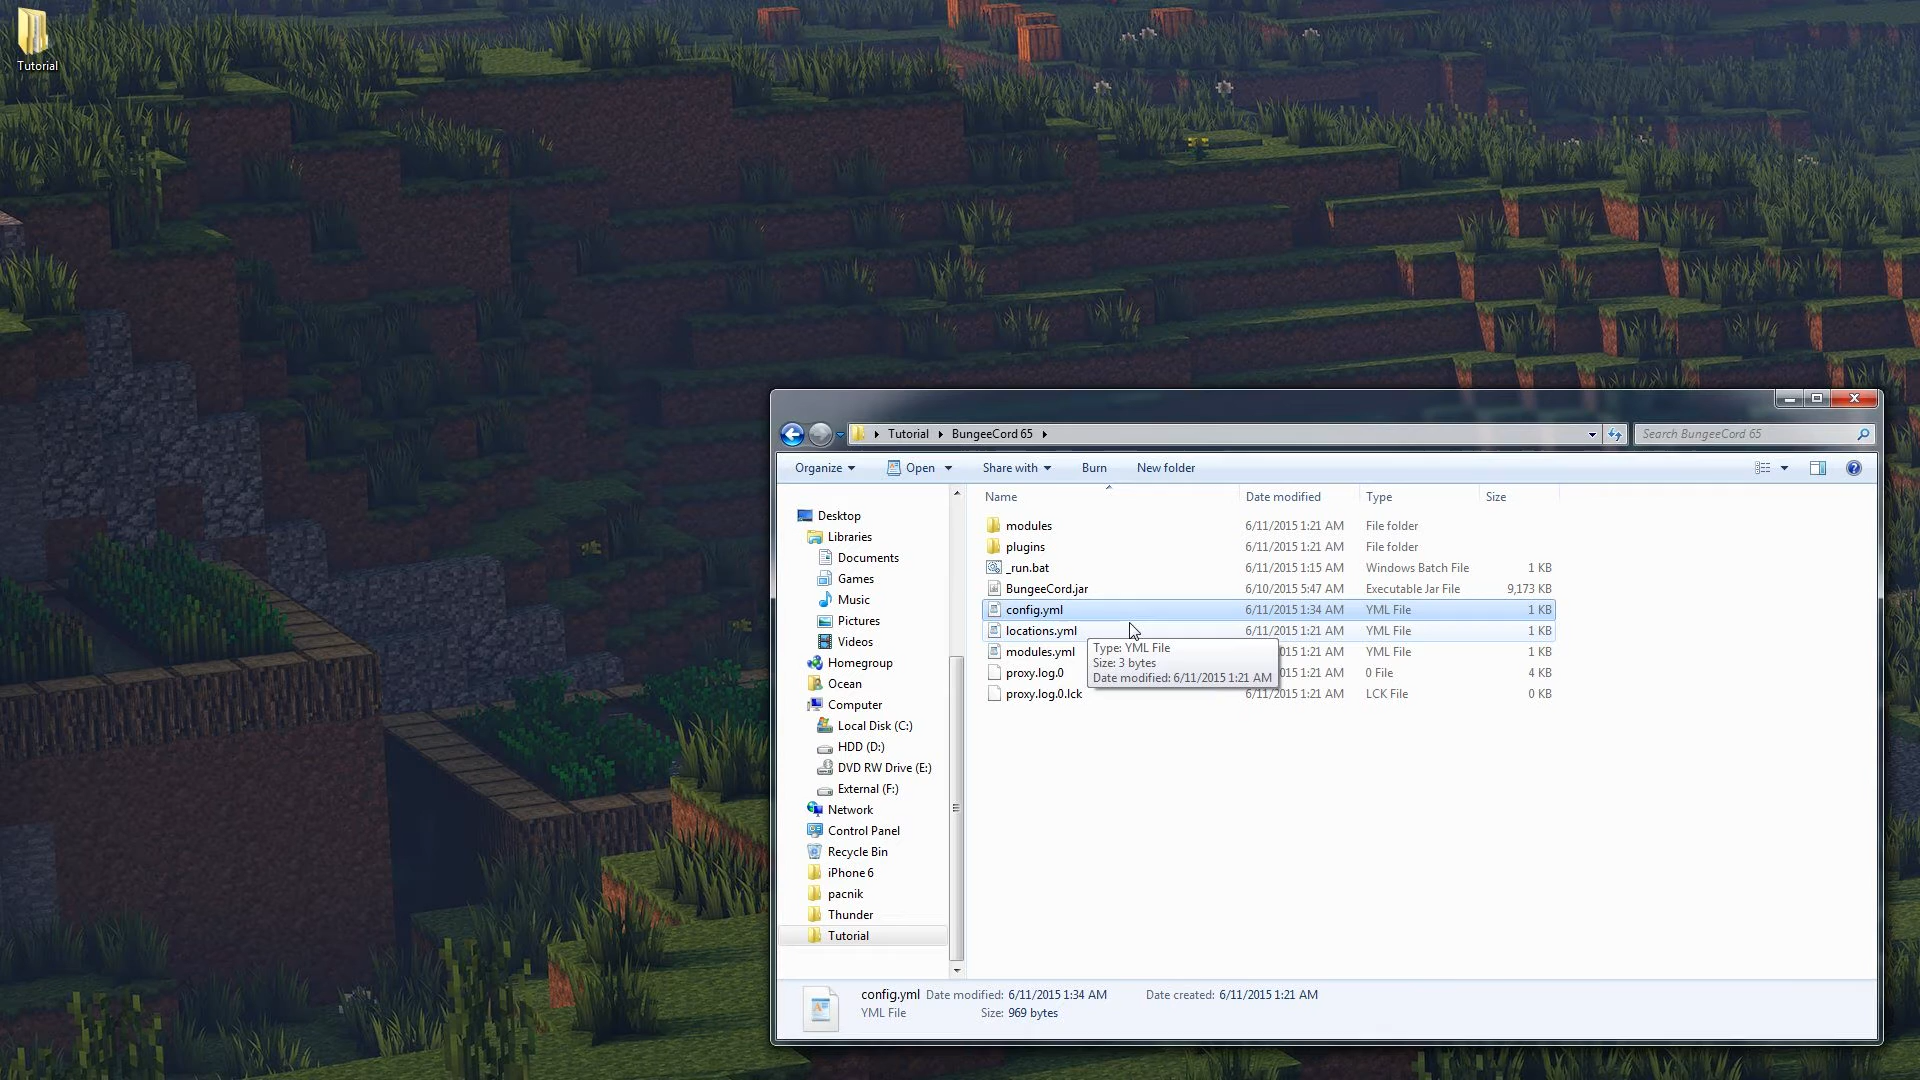 Tutorial
Tutorial BungeeCord 65
Search BungeeCord 65
Organize Open Share with Burn New folder
Name Date modified Type Size
Desktop
Libraries
Documents
Games
Music
Pictures
Videos
Homegroup
Ocean
Computer
Local Disk (C:)
HDD (D:)
DVD RW Drive (E:)
External (F:)
Network
Control Panel
Recycle Bin
iPhone 6
pacnik
Thunder
Tutorial
modules 6/11/2015 1:21 AM File folder
plugins 6/11/2015 1:21 AM File folder
_run.bat 6/11/2015 1:15 AM Windows Batch File 1 KB
BungeeCord.jar 6/10/2015 5:47 AM Executable Jar File 9,173 KB
config.yml 6/11/2015 1:34 AM YML File 1 KB
locations.yml 6/11/2015 1:21 AM YML File 1 KB
modules.yml 15 1:21 AM YML File 1 KB
proxy.log.0 15 1:21 AM 0 File 4 KB
proxy.log.0.lck 15 1:21 AM LCK File 0 KB
Type: YML File
Size: 3 bytes
Date modified: 6/11/2015 1:21 AM
config.yml Date modified: 6/11/2015 1:34 AM Date created: 6/11/2015 1:21 AM
YML File Size: 969 bytes